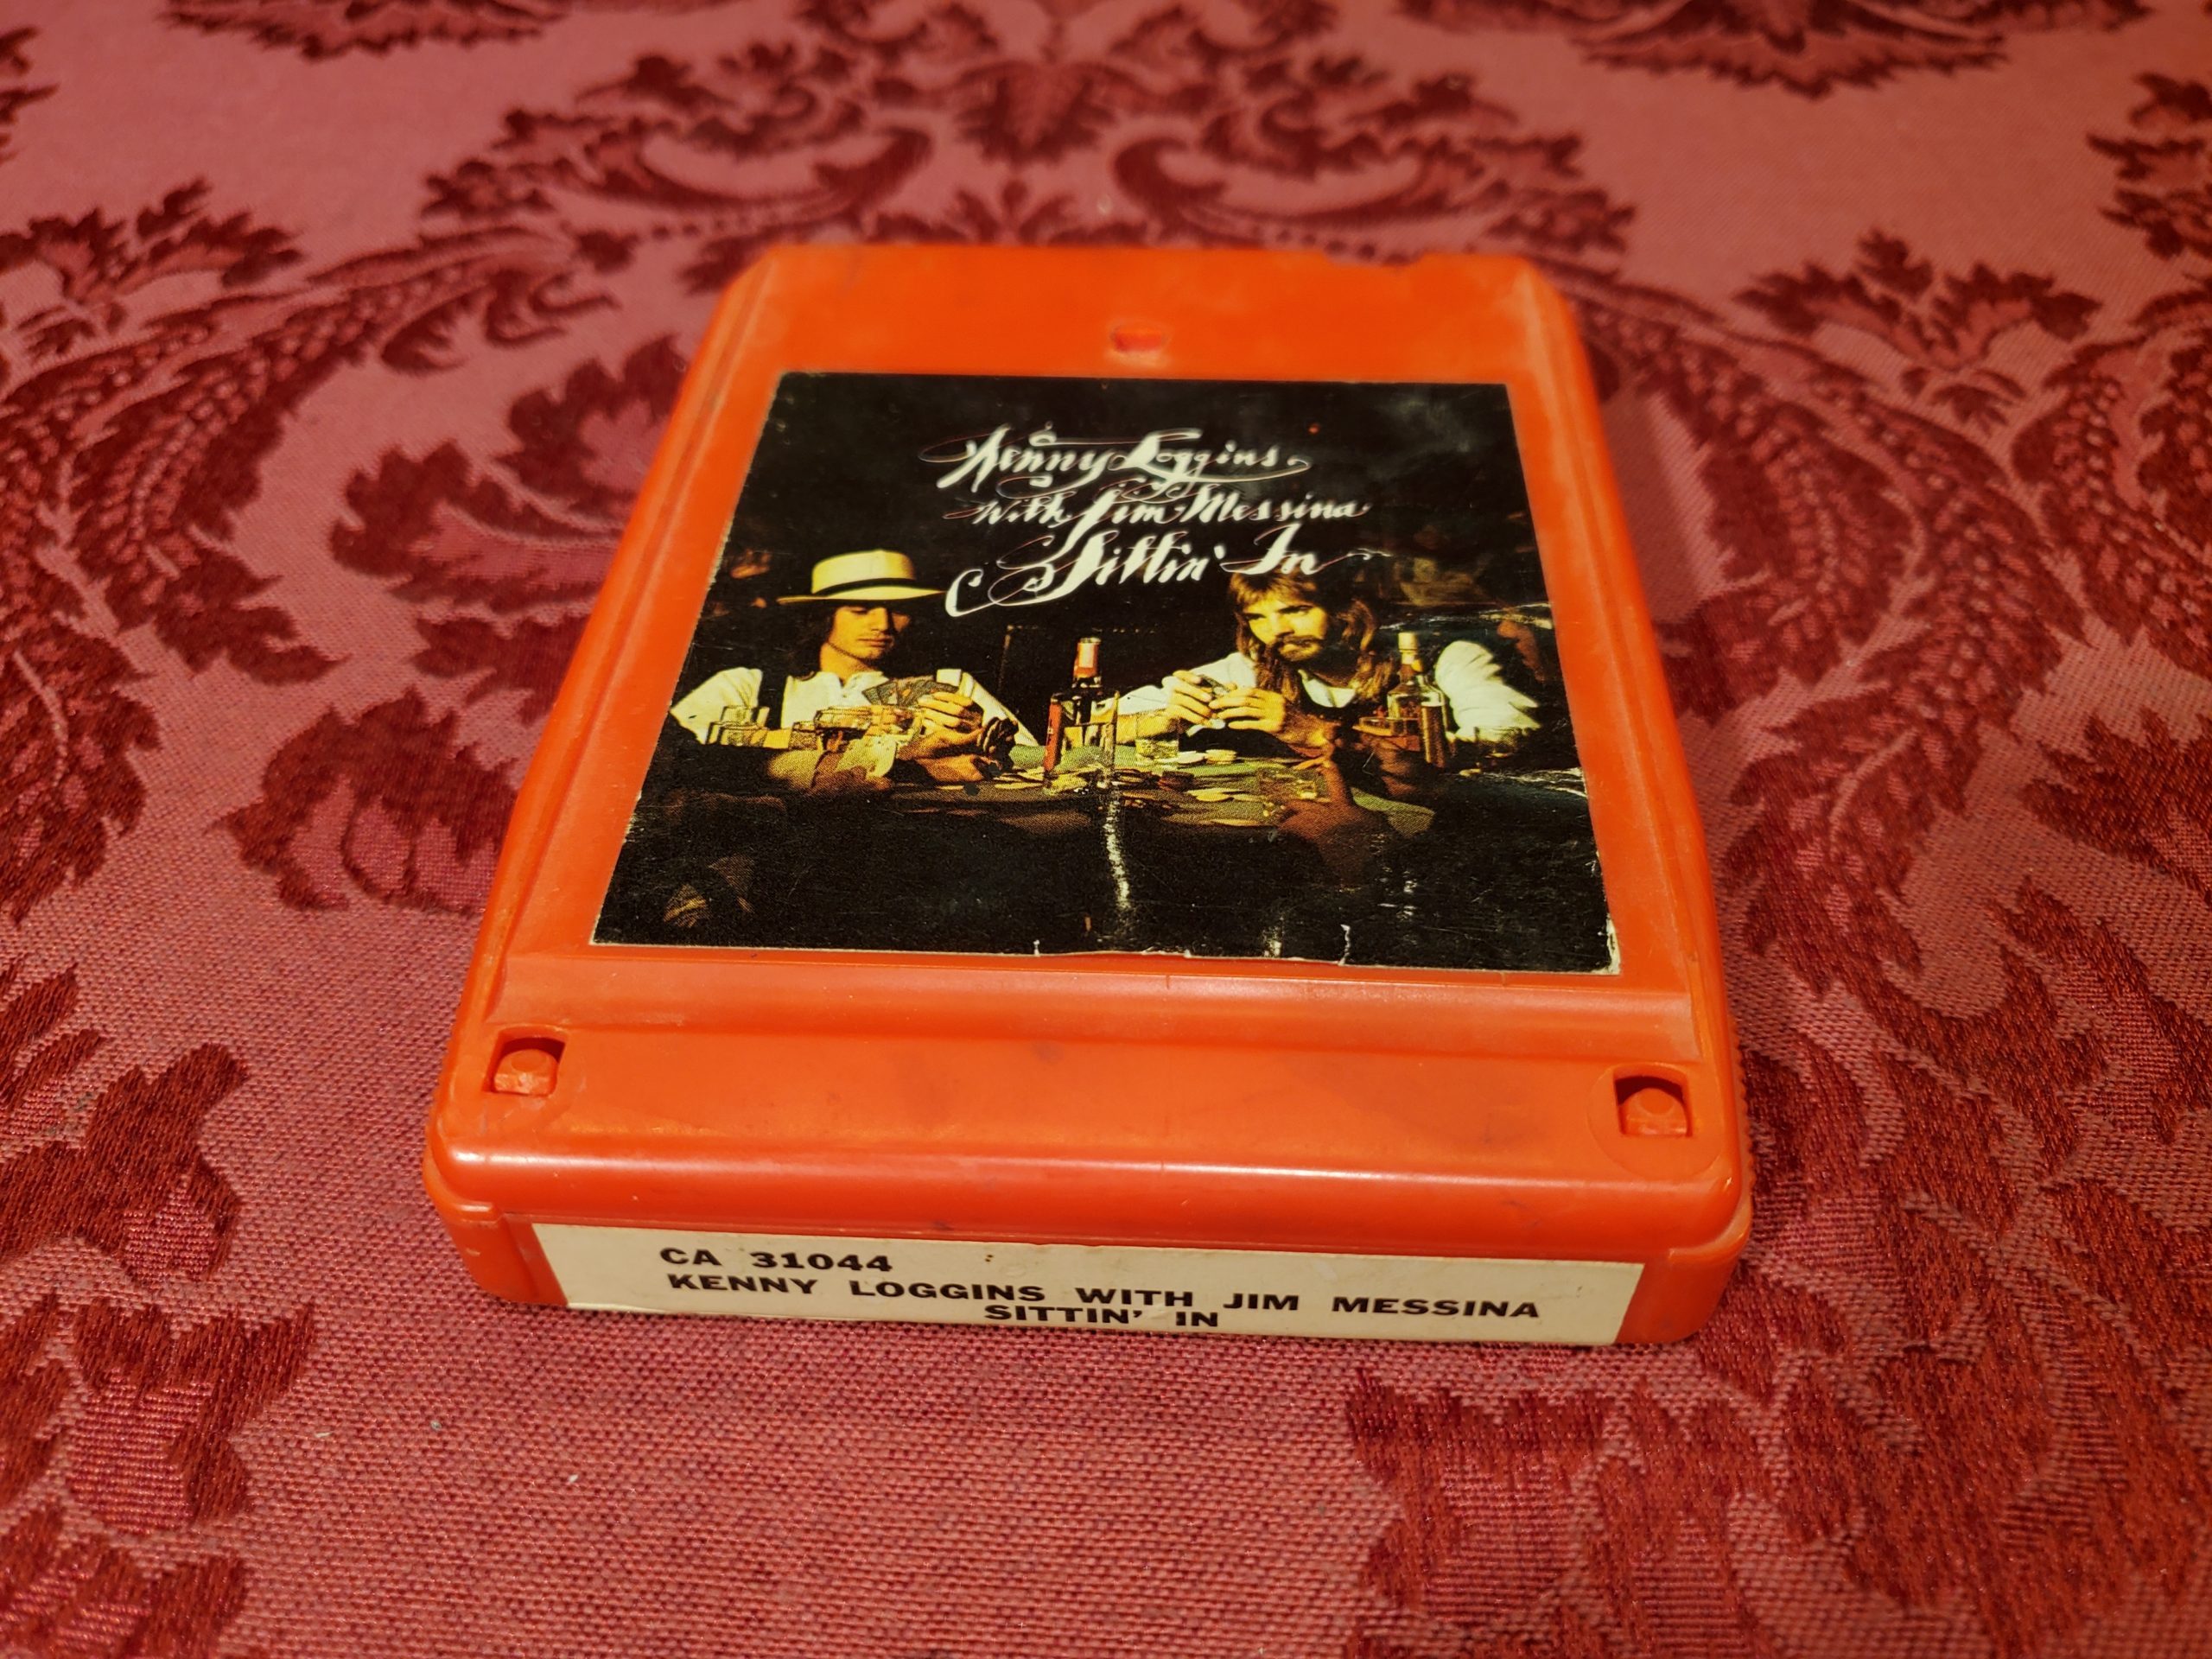 Kenny Loggins
with Jim Messina
Sittin' In
CA 31044
KENNY LOGGINS WITH JIM MESSINA
SITTIN' IN